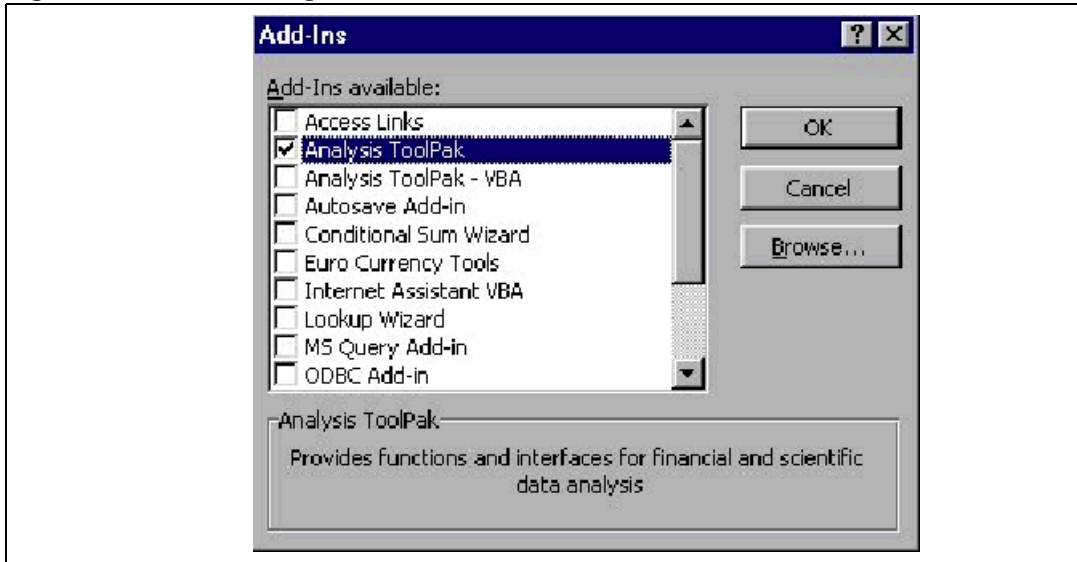 Add-Ins
Add-Ins available:
Access Links
Analysis ToolPak
Analysis ToolPak - VBA
Autosave Add-in
Conditional Sum Wizard
Euro Currency Tools
Internet Assistant VBA
Lookup Wizard
MS Query Add-in
ODBC Add-in
OK
Cancel
Browse...
Analysis ToolPak
Provides functions and interfaces for financial and scientific
data analysis